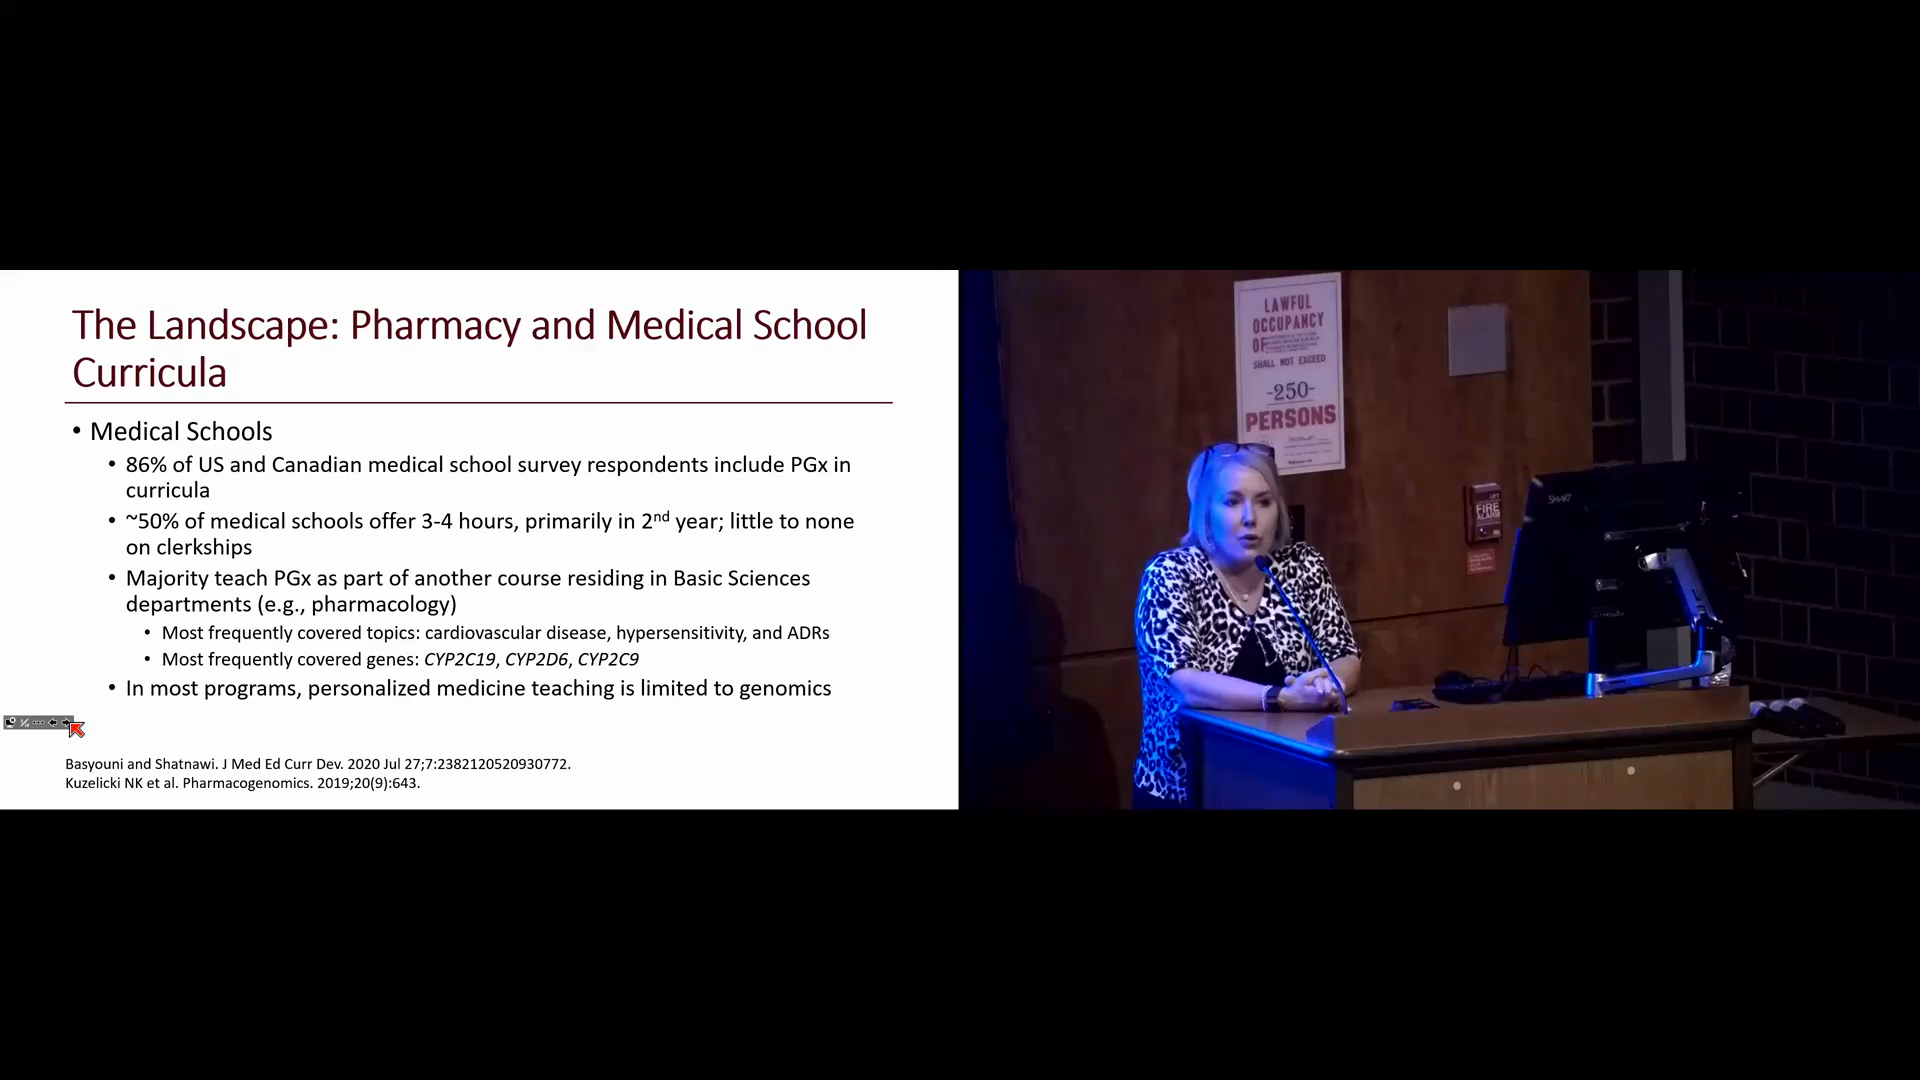 The Landscape: Pharmacy and Medical School
Curricula
• Medical Schools
• 86% of US and Canadian medical school survey respondents include PGx in
curricula
• ~50% of medical schools offer 3-4 hours, primarily in 2nd year; little to none
on clerkships
• Majority teach PGx as part of another course residing in Basic Sciences
departments (e.g., pharmacology)
• Most frequently covered topics: cardiovascular disease, hypersensitivity, and ADRs
• Most frequently covered genes: CYP2C19, CYP2D6, CYP2C9
• In most programs, personalized medicine teaching is limited to genomics
Basyouni and Shatnawi. J Med Ed Curr Dev. 2020 Jul 27;7:2382120520930772.
Kuzelicki NK et al. Pharmacogenomics. 2019;20(9):643.
LAWFUL
OCCUPANCY
OF
SHALL NOT EXCEED
-250-
PERSONS
SMART
FIRE
ALARM